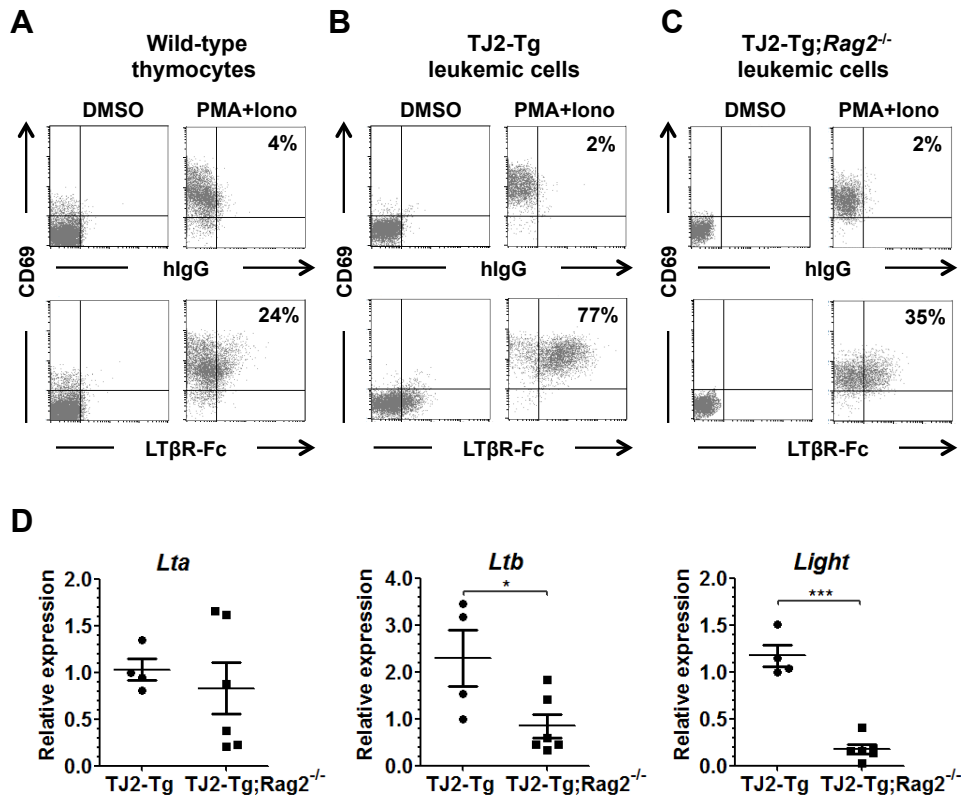 A
Wild-type
thymocytes
DMSO PMA+Iono
4%
CD69
hIgG
24%
LTβR-Fc
B
TJ2-Tg
leukemic cells
DMSO PMA+Iono
2%
CD69
hIgG
77%
LTβR-Fc
C
TJ2-Tg;Rag2-/-
leukemic cells
DMSO PMA+Iono
2%
CD69
hIgG
35%
LTβR-Fc
D
Lta
Relative expression
2.0
1.5
1.0
0.5
0.0
TJ2-Tg TJ2-Tg;Rag2-/-
Ltb
Relative expression
4.0
3.0
2.0
1.0
0.0
*
TJ2-Tg TJ2-Tg;Rag2-/-
Light
Relative expression
2.0
1.5
1.0
0.5
0.0
***
TJ2-Tg TJ2-Tg;Rag2-/-